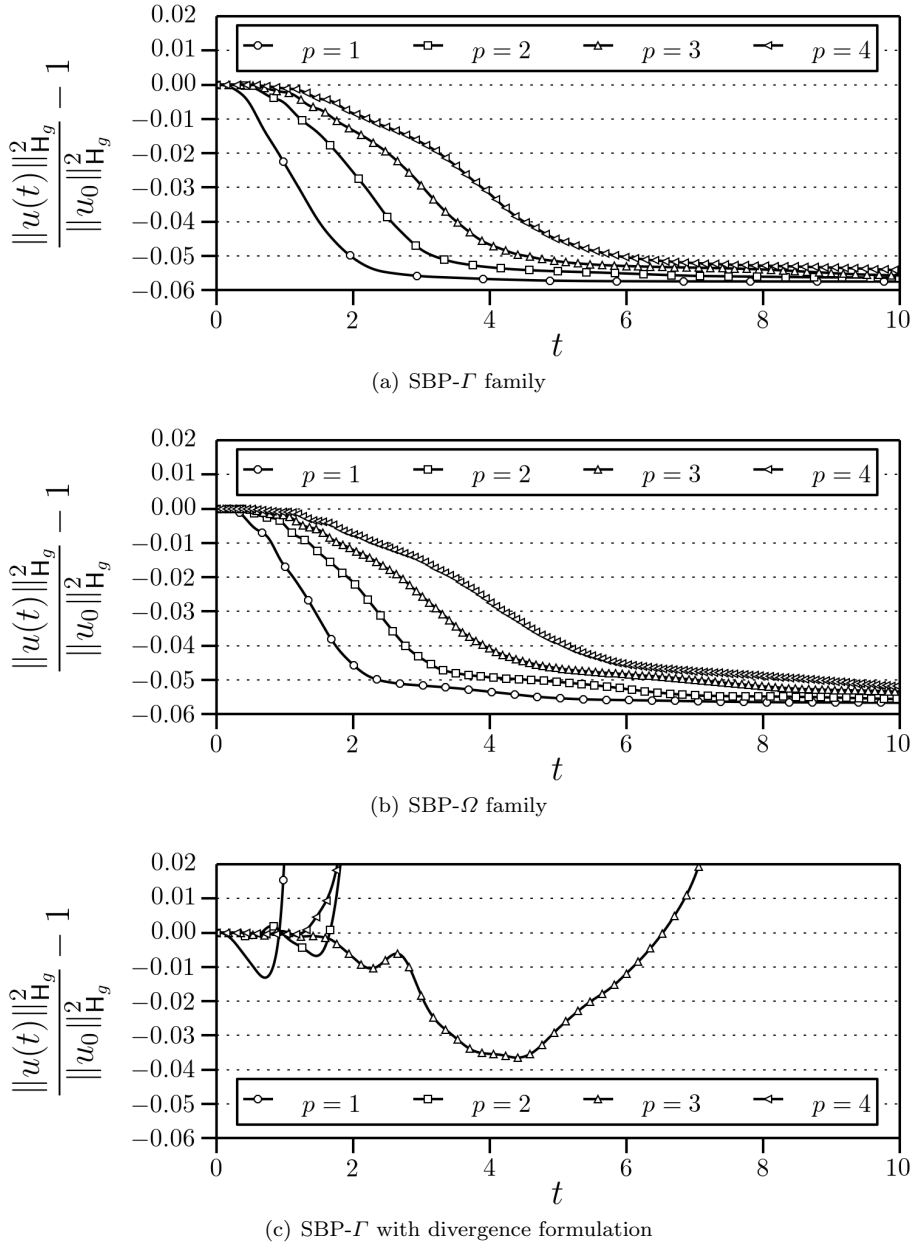 0.02
0.01
0.00
−0.01
−0.02
−0.03
−0.04
−0.05
−0.06
||u(t)||²_{H_g} / ||u₀||²_{H_g} − 1
p = 1 p = 2 p = 3 p = 4
0 2 4 6 8 10
t
(a) SBP-Γ family
0.02
0.01
0.00
−0.01
−0.02
−0.03
−0.04
−0.05
−0.06
||u(t)||²_{H_g} / ||u₀||²_{H_g} − 1
p = 1 p = 2 p = 3 p = 4
0 2 4 6 8 10
t
(b) SBP-Ω family
0.02
0.01
0.00
−0.01
−0.02
−0.03
−0.04
−0.05
−0.06
||u(t)||²_{H_g} / ||u₀||²_{H_g} − 1
p = 1 p = 2 p = 3 p = 4
0 2 4 6 8 10
t
(c) SBP-Γ with divergence formulation